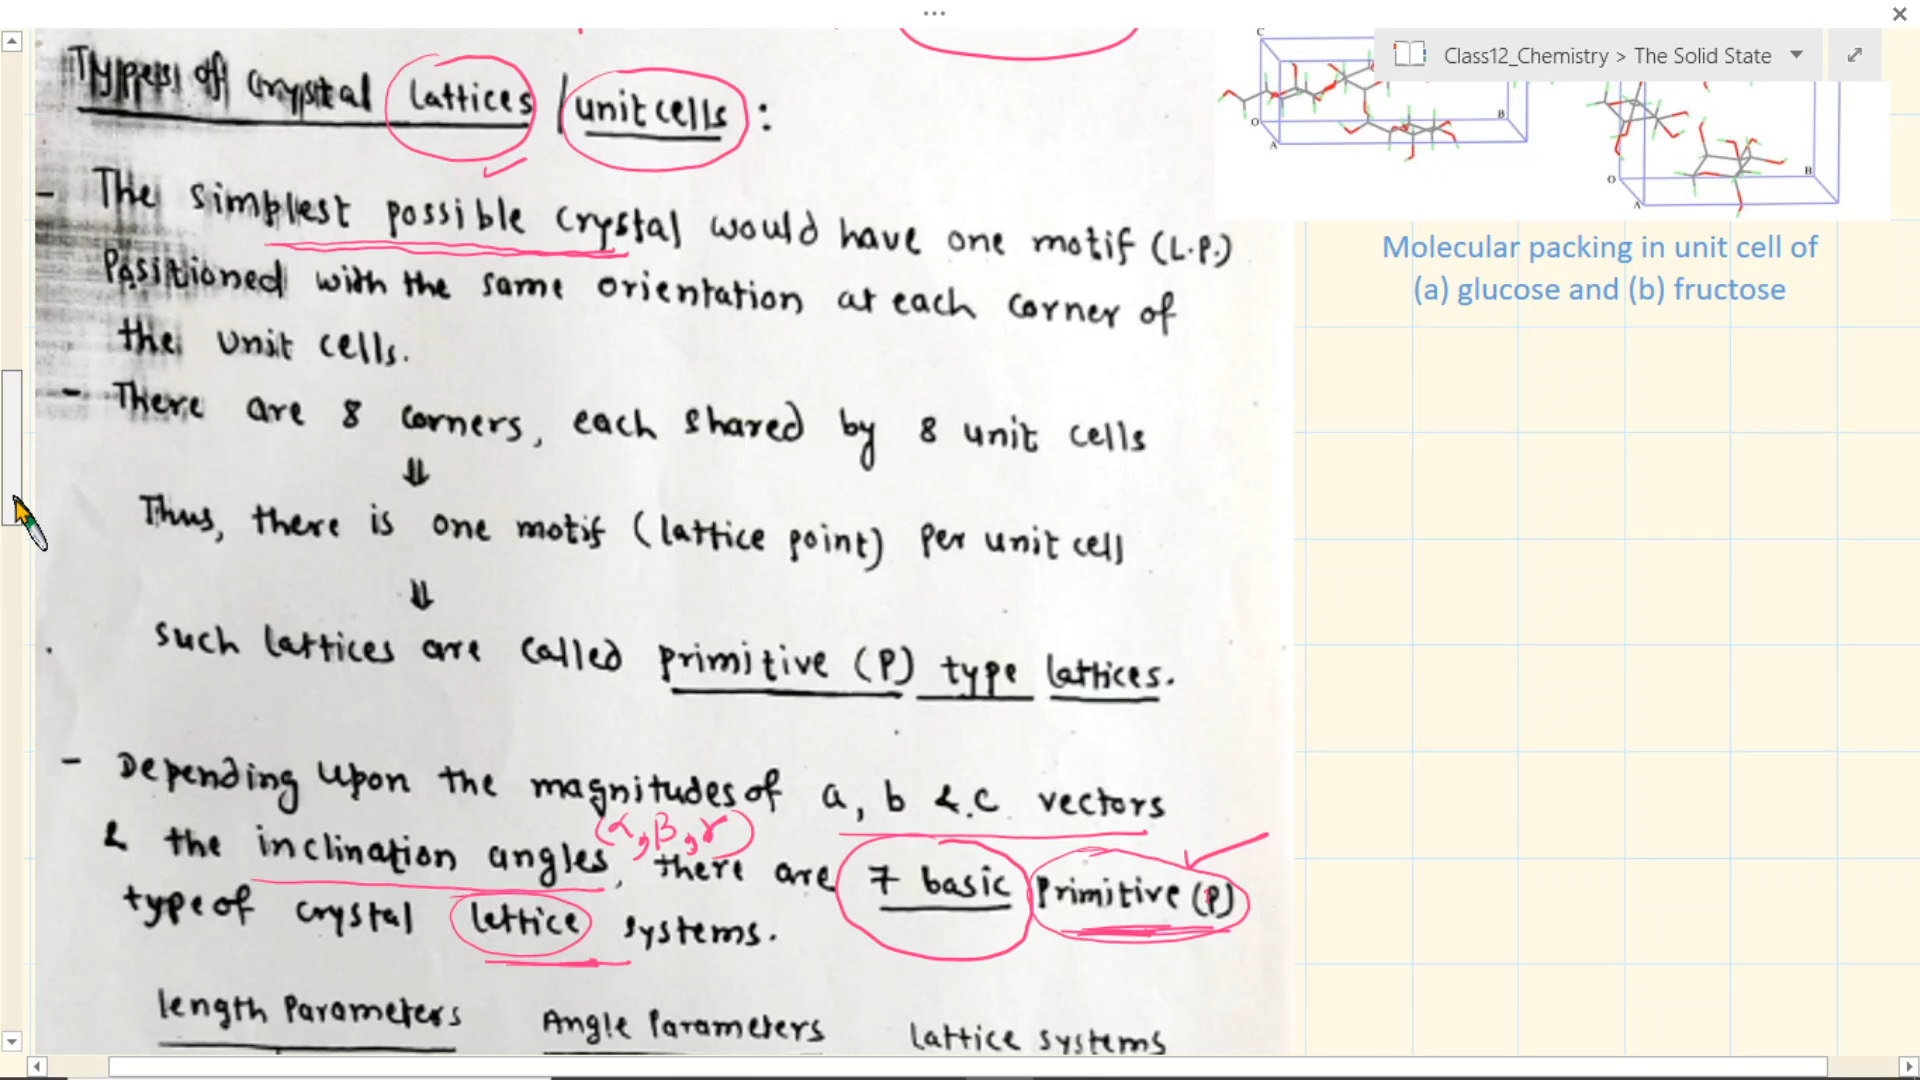 Class12_Chemistry > The Solid State
Types of crystal lattices / unit cells :
- The simplest possible crystal would have one motif (L.P.)
Positioned with the same orientation at each corner of
the unit cells.
- There are 8 corners, each shared by 8 unit cells
⇓
Thus, there is one motif (lattice point) per unit cell
⇓
such lattices are called primitive (P) type lattices.
- Depending upon the magnitudes of a, b & c vectors
(α, β, γ)
& the inclination angles, there are 7 basic Primitive (P)
type of crystal lettice systems.
length Parameters Angle Parameters lattice systems
C
O
A
B
O
A
B
Molecular packing in unit cell of
(a) glucose and (b) fructose